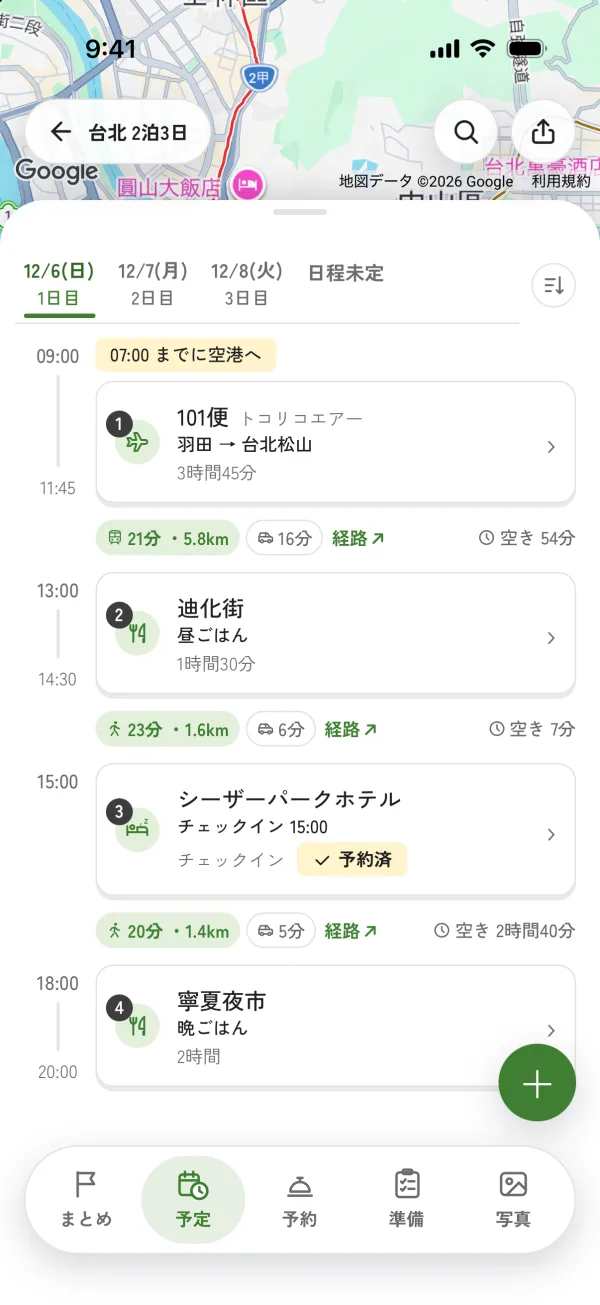 9:41
2甲
自強隧道
台北 2泊3日
Google
圓山大飯店
地図データ ©2026 Google 利用規約
12/6(日) 12/7(月) 12/8(火) 日程未定
1日目 2日目 3日目
09:00 07:00 までに空港へ
1
101便 トコリコエアー
羽田 → 台北松山
3時間45分
11:45
21分 ・5.8km 16分 経路 空き 54分
13:00
2
迪化街
昼ごはん
1時間30分
14:30
23分 ・1.6km 6分 経路 空き 7分
15:00
3
シーザーパークホテル
チェックイン 15:00
チェックイン 予約済
20分 ・1.4km 5分 経路 空き 2時間40分
18:00
4
寧夏夜市
晩ごはん
2時間
20:00
まとめ 予定 予約 準備 写真